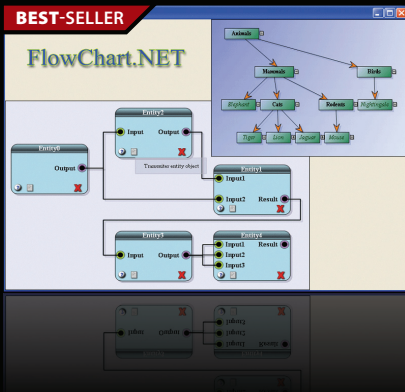 BEST-SELLER
FlowChart.NET
Animals
Mammals
Birds
Elephant
Cats
Rodents
Nightingale
Tiger
Lion
Jaguar
Mouse
Entity2
Input Output
Transcender entity object
Entity0
Output
Entity1
Input1
Input2 Result
Entity3
Input Output
Entity4
Input1 Result
Input2
Input3